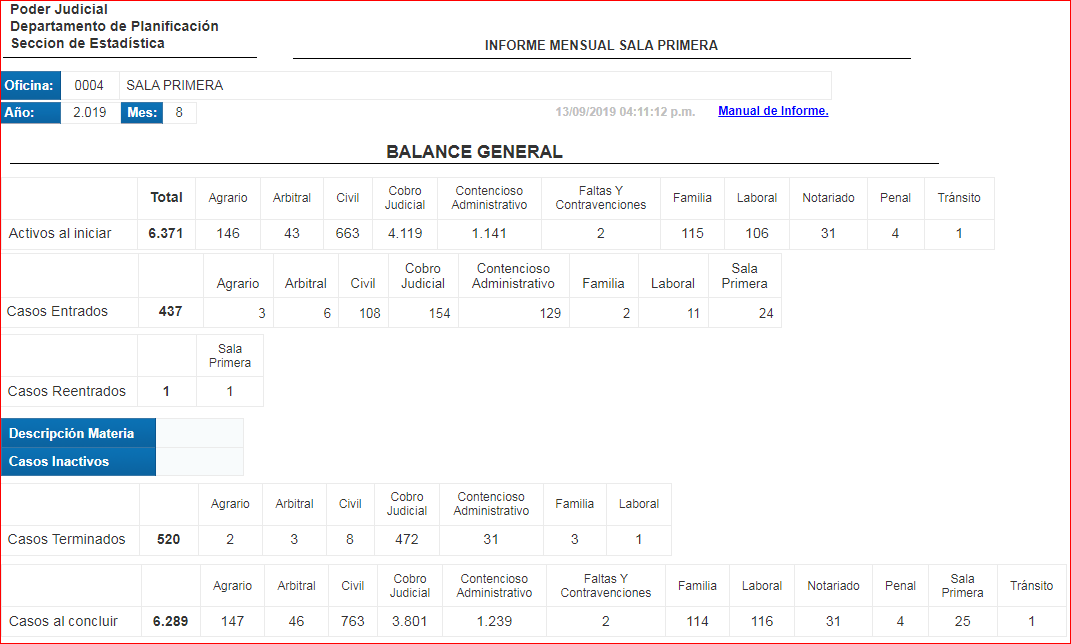 Poder Judicial
Departamento de Planificación
Seccion de Estadística
INFORME MENSUAL SALA PRIMERA
Oficina: 0004 SALA PRIMERA
Año: 2.019 Mes: 8 13/09/2019 04:11:12 p.m. Manual de Informe.
BALANCE GENERAL
Total Agrario Arbitral Civil Cobro Judicial Contencioso Administrativo Faltas Y Contravenciones Familia Laboral Notariado Penal Tránsito
Activos al iniciar 6.371 146 43 663 4.119 1.141 2 115 106 31 4 1
Agrario Arbitral Civil Cobro Judicial Contencioso Administrativo Familia Laboral Sala Primera
Casos Entrados 437 3 6 108 154 129 2 11 24
Sala Primera
Casos Reentrados 1 1
Descripción Materia
Casos Inactivos
Agrario Arbitral Civil Cobro Judicial Contencioso Administrativo Familia Laboral
Casos Terminados 520 2 3 8 472 31 3 1
Agrario Arbitral Civil Cobro Judicial Contencioso Administrativo Faltas Y Contravenciones Familia Laboral Notariado Penal Sala Primera Tránsito
Casos al concluir 6.289 147 46 763 3.801 1.239 2 114 116 31 4 25 1